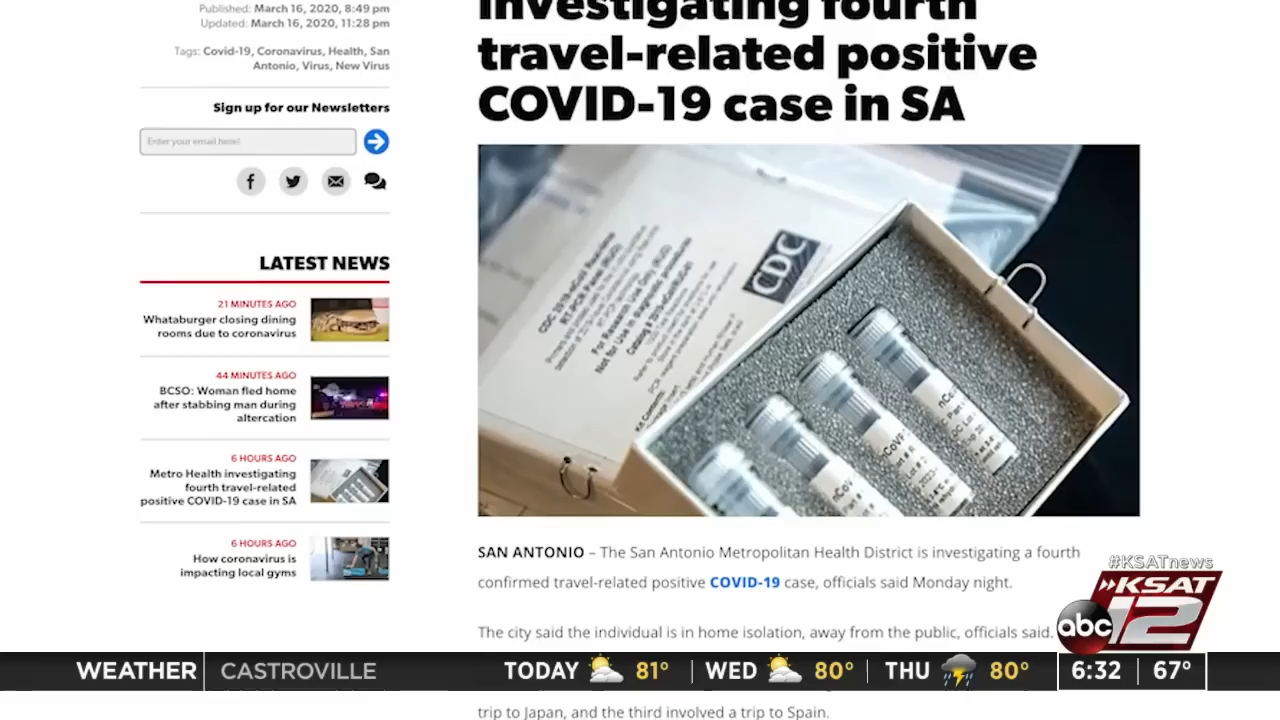 Published: March 16, 2020, 8:49 pm
Updated: March 16, 2020, 11:28 pm
Tags: Covid-19, Coronavirus, Health, San
Antonio, Virus, New Virus
Sign up for our Newsletters
Enter your email here!
LATEST NEWS
21 MINUTES AGO
Whataburger closing dining
rooms due to coronavirus
44 MINUTES AGO
BCSO: Woman fled home
after stabbing man during
altercation
6 HOURS AGO
Metro Health investigating
fourth travel-related
positive COVID-19 case in SA
6 HOURS AGO
How coronavirus is
impacting local gyms
investigating fourth
travel-related positive
COVID-19 case in SA
CDC
For Research Use Only
Not for Use in
Kit Contents:
nCoV
nCoVP
SAN ANTONIO – The San Antonio Metropolitan Health District is investigating a fourth
confirmed travel-related positive COVID-19 case, officials said Monday night.
The city said the individual is in home isolation, away from the public, officials said.
#KSATnews
KSAT
abc 12
WEATHER CASTROVILLE TODAY 81° WED 80° THU 80° 6:32 67°
trip to Japan, and the third involved a trip to Spain.